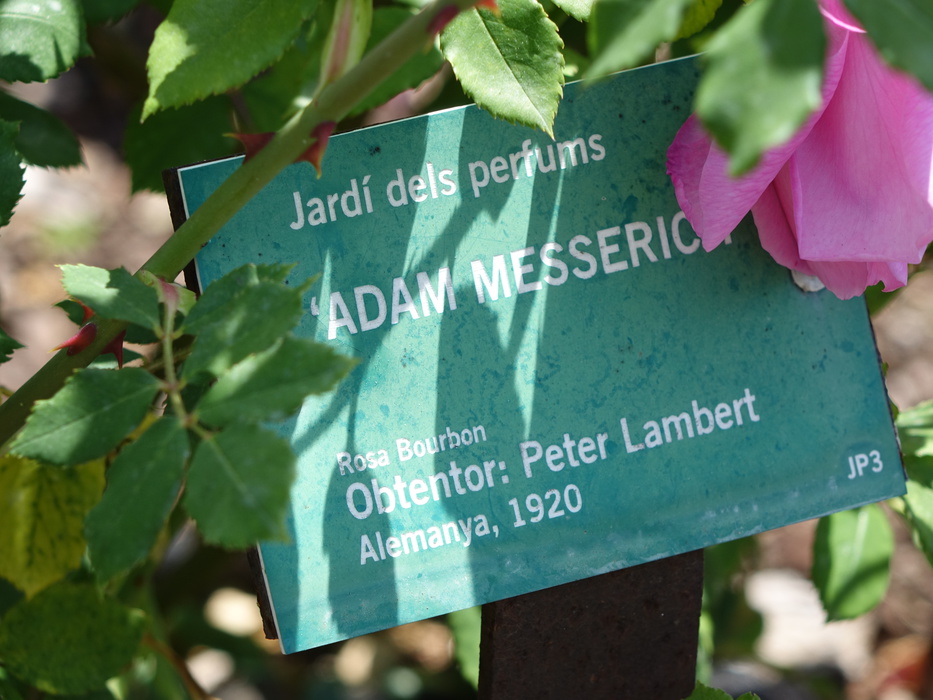 Jardí dels perfums
'ADAM MESSERICH'
Rosa Bourbon
Obtentor: Peter Lambert
Alemanya, 1920
JP3